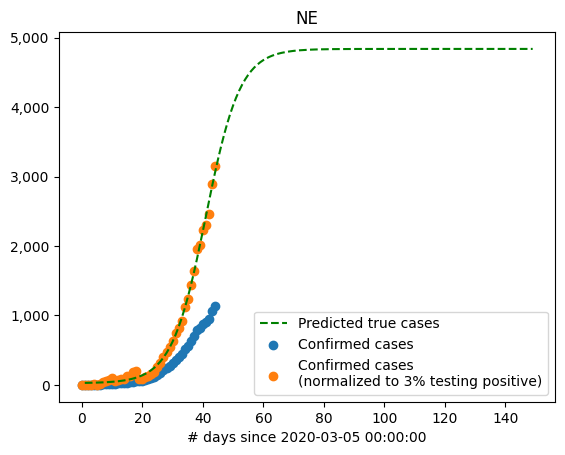 NE
5,000
4,000
3,000
2,000
1,000
0
Predicted true cases
Confirmed cases
Confirmed cases
(normalized to 3% testing positive)
0 20 40 60 80 100 120 140
# days since 2020-03-05 00:00:00